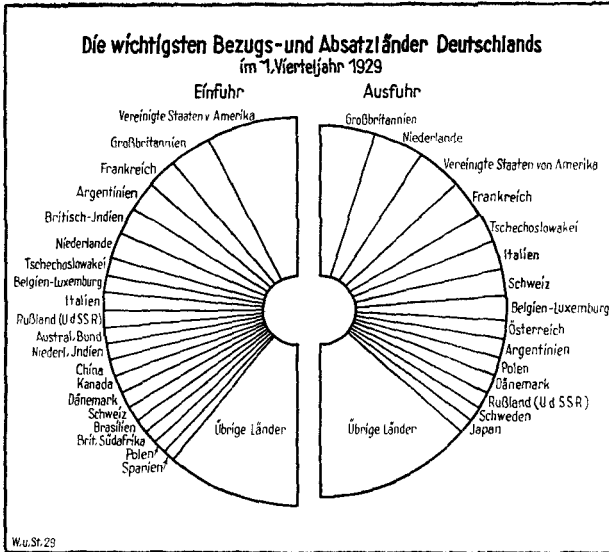 Die wichtigsten Bezugs-und Absatzländer Deutschlands
im 1. Vierteljahr 1929
Einfuhr
Vereinigte Staaten v Amerika
Großbritannien
Frankreich
Argentinien
Britisch-Jndien
Niederlande
Tschechoslowakei
Belgien-Luxemburg
Italien
Rußland (U d S S R)
Austral. Bund
Niederl. Jndien
China
Kanada
Dänemark
Schweiz
Brasilien
Brit. Südafrika
Polen
Spanien
Übrige Länder
Ausfuhr
Großbritannien
Niederlande
Vereinigte Staaten von Amerika
Frankreich
Tschechoslowakei
Italien
Schweiz
Belgien-Luxemburg
Österreich
Argentinien
Polen
Dänemark
Rußland (U d S S R)
Schweden
Japan
Übrige Länder
W.u.St.29